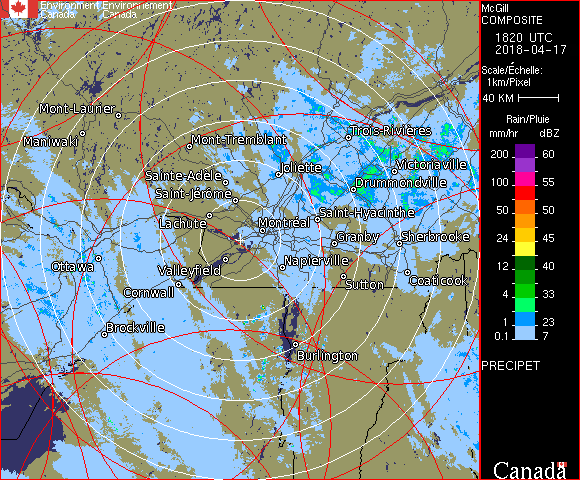 Environment Environnement
Canada Canada
McGill
COMPOSITE
1820 UTC
2018-04-17
Scale/Échelle:
1km/Pixel
40 KM
Rain/Pluie
mm/hr dBZ
200 60
150 57
100 55
50 50
24 45
12 40
4 33
1 23
0.1 7
PRECIPET
Canada
Mont-Laurier
Maniwaki
Mont-Tremblant
Trois-Rivières
Sainte-Adèle
Joliette
Victoriaville
Saint-Jérôme
Drummondville
Lachute
Montréal
Saint-Hyacinthe
Granby
Sherbrooke
Ottawa
Valleyfield
Napierville
Cornwall
Sutton
Coaticook
Brockville
Burlington